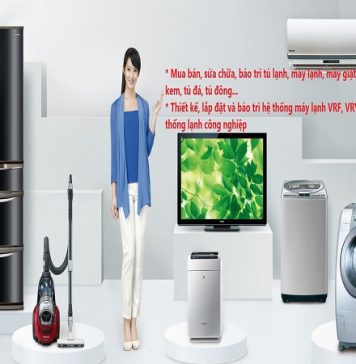 * Mua bán, sửa chữa, bảo trì tủ lạnh, máy lạnh, máy giặt
kem, tủ đá, tủ đông...
* Thiết kế, lắp đặt và bảo trì hệ thống máy lạnh VRF, VRV
thống lạnh công nghiệp